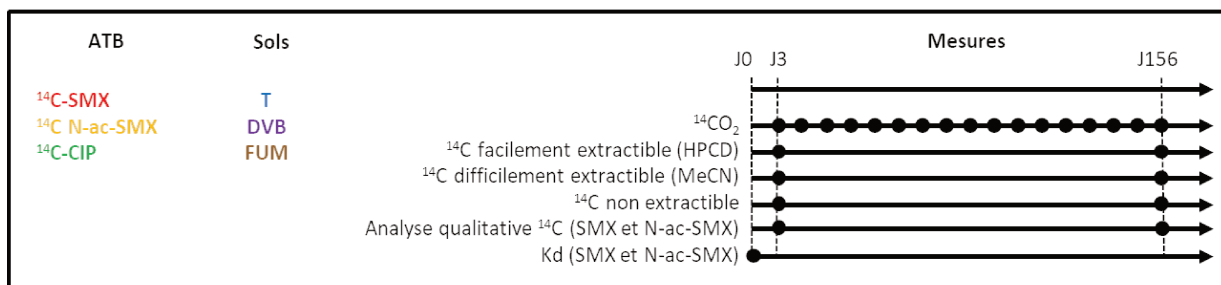 ATB Sols Mesures
J0 J3 J156
¹⁴C-SMX T
¹⁴C N-ac-SMX DVB
¹⁴C-CIP FUM
¹⁴CO₂
¹⁴C facilement extractible (HPCD)
¹⁴C difficilement extractible (MeCN)
¹⁴C non extractible
Analyse qualitative ¹⁴C (SMX et N-ac-SMX)
Kd (SMX et N-ac-SMX)